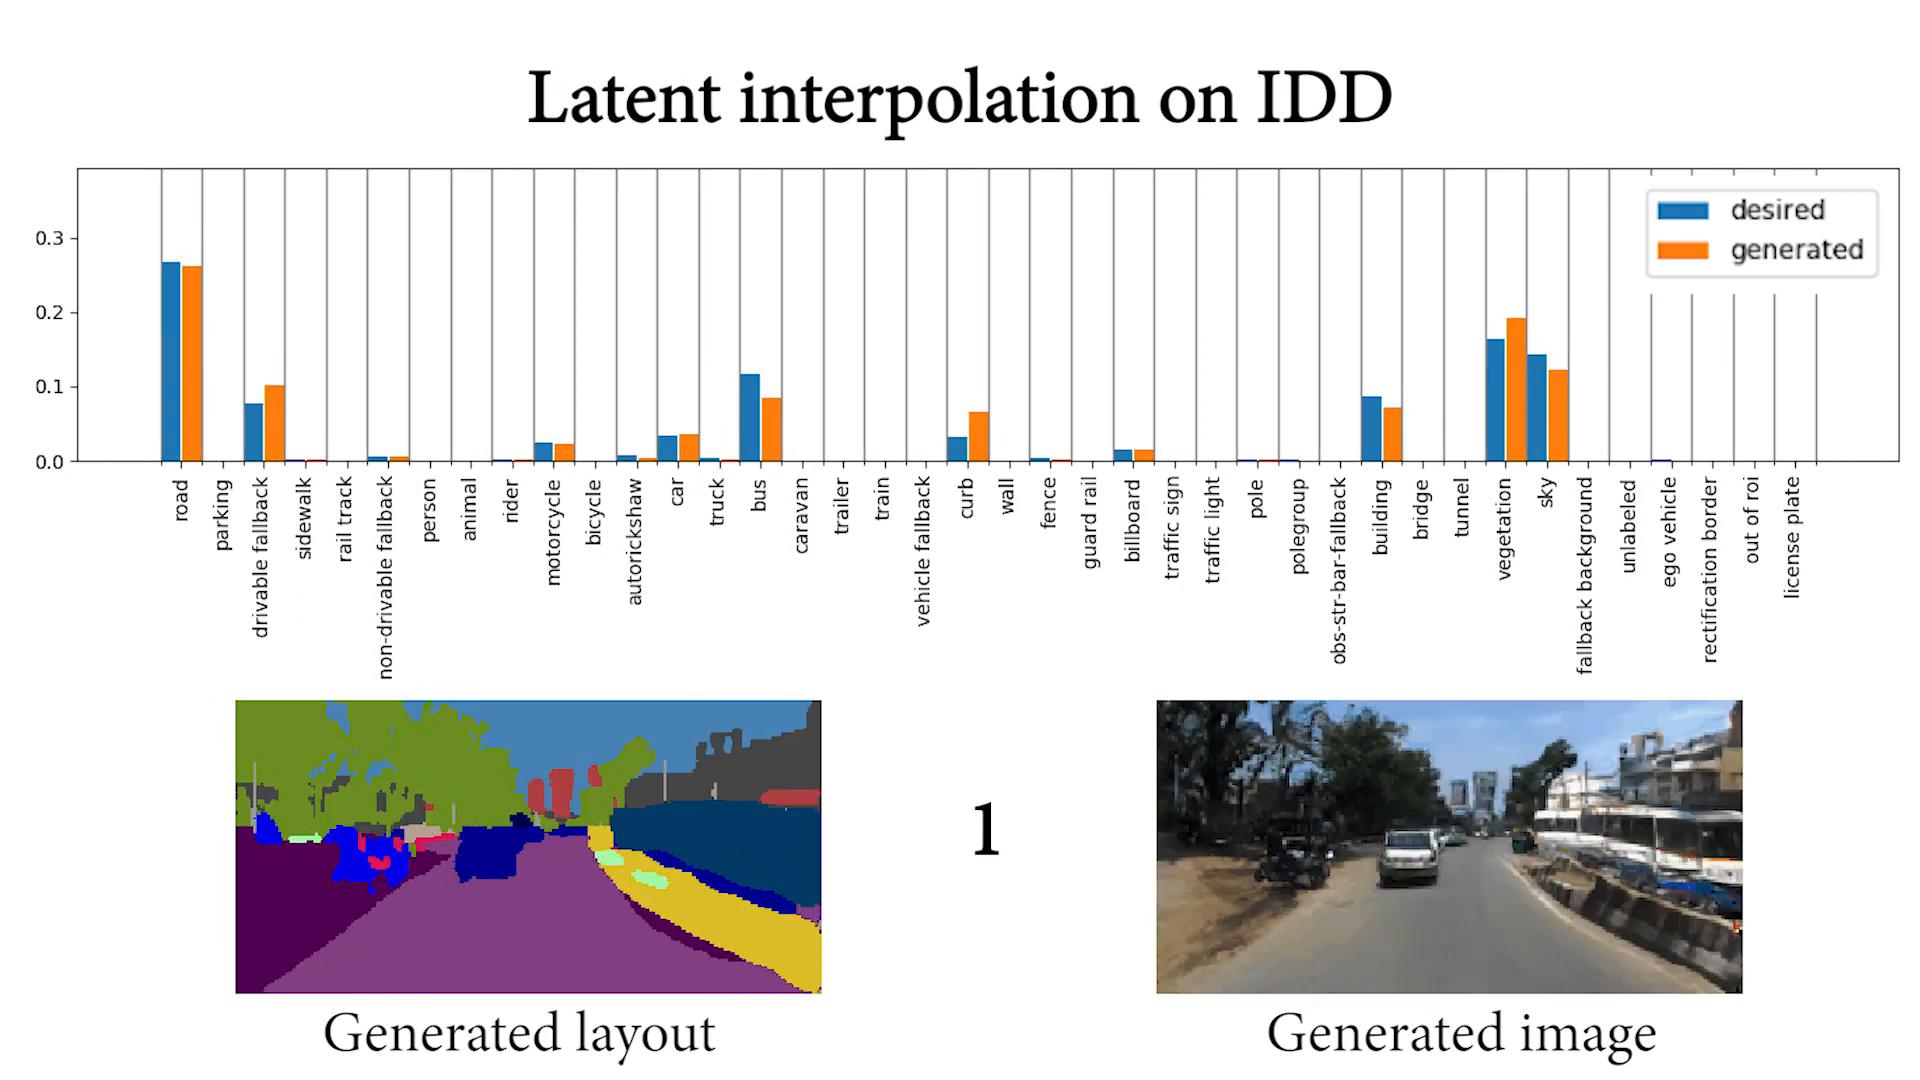 Latent interpolation on IDD
0.3
0.2
0.1
0.0
desired
generated
road
parking
drivable fallback
sidewalk
rail track
non-drivable fallback
person
animal
rider
motorcycle
bicycle
autorickshaw
car
truck
bus
caravan
trailer
train
vehicle fallback
curb
wall
fence
guard rail
billboard
traffic sign
traffic light
pole
polegroup
obs-str-bar-fallback
building
bridge
tunnel
vegetation
sky
fallback background
unlabeled
ego vehicle
rectification border
out of roi
license plate
1
Generated layout
Generated image